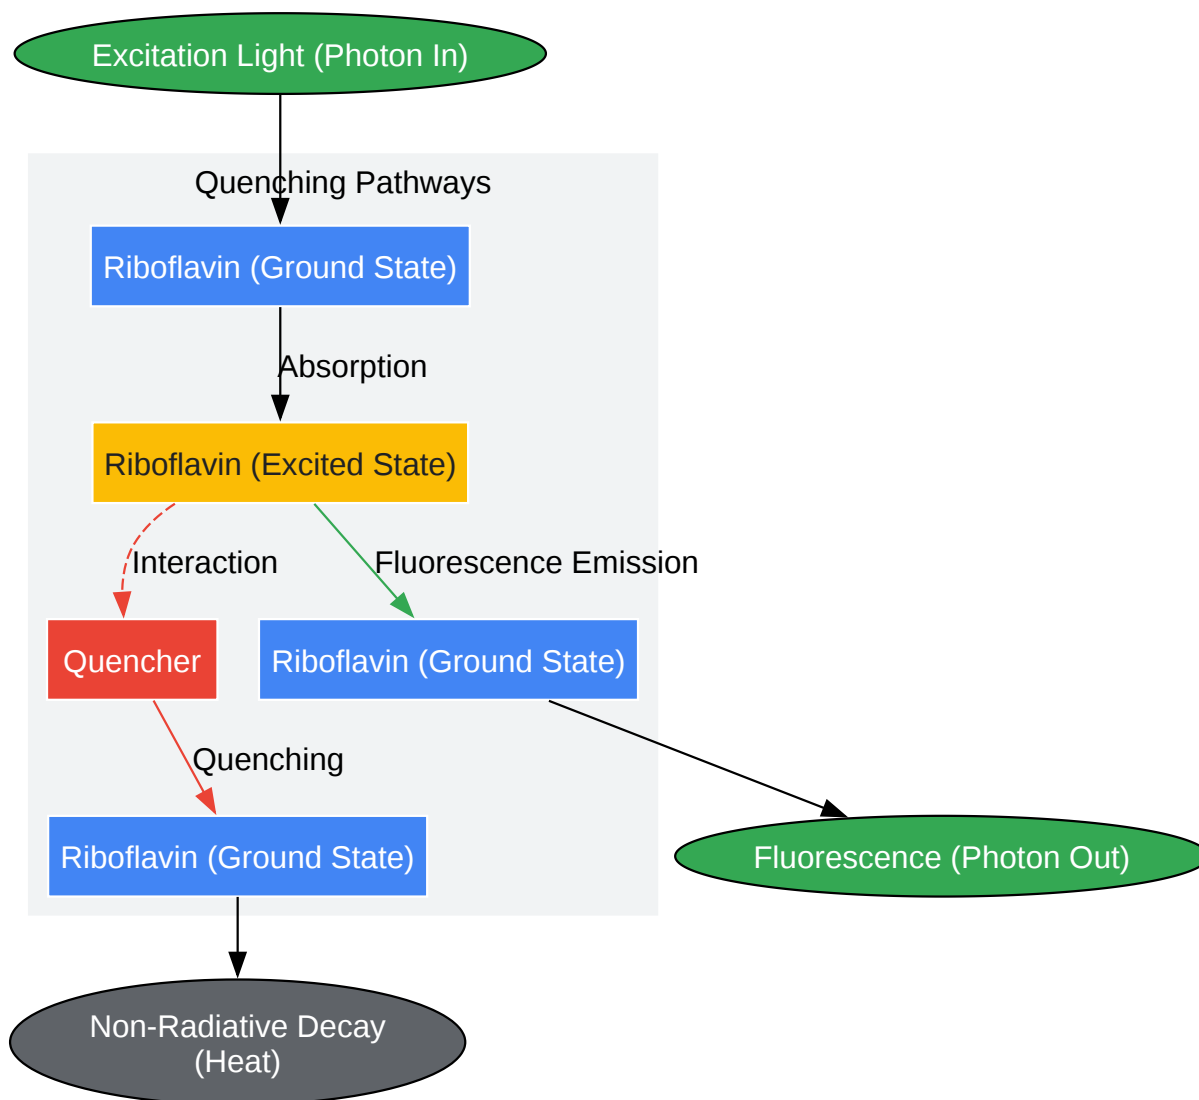 Excitation Light (Photon In)
Quenching Pathways
Riboflavin (Ground State)
Absorption
Riboflavin (Excited State)
Interaction
Fluorescence Emission
Quencher
Riboflavin (Ground State)
Quenching
Riboflavin (Ground State)
Fluorescence (Photon Out)
Non-Radiative Decay
(Heat)